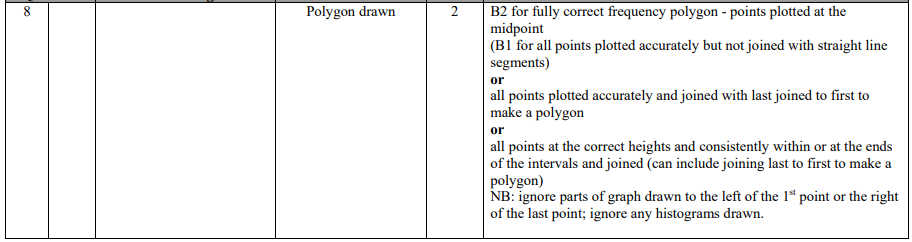 8 Polygon drawn 2 B2 for fully correct frequency polygon - points plotted at the
midpoint
(B1 for all points plotted accurately but not joined with straight line
segments)
or
all points plotted accurately and joined with last joined to first to
make a polygon
or
all points at the correct heights and consistently within or at the ends
of the intervals and joined (can include joining last to first to make a
polygon)
NB: ignore parts of graph drawn to the left of the 1st point or the right
of the last point; ignore any histograms drawn.